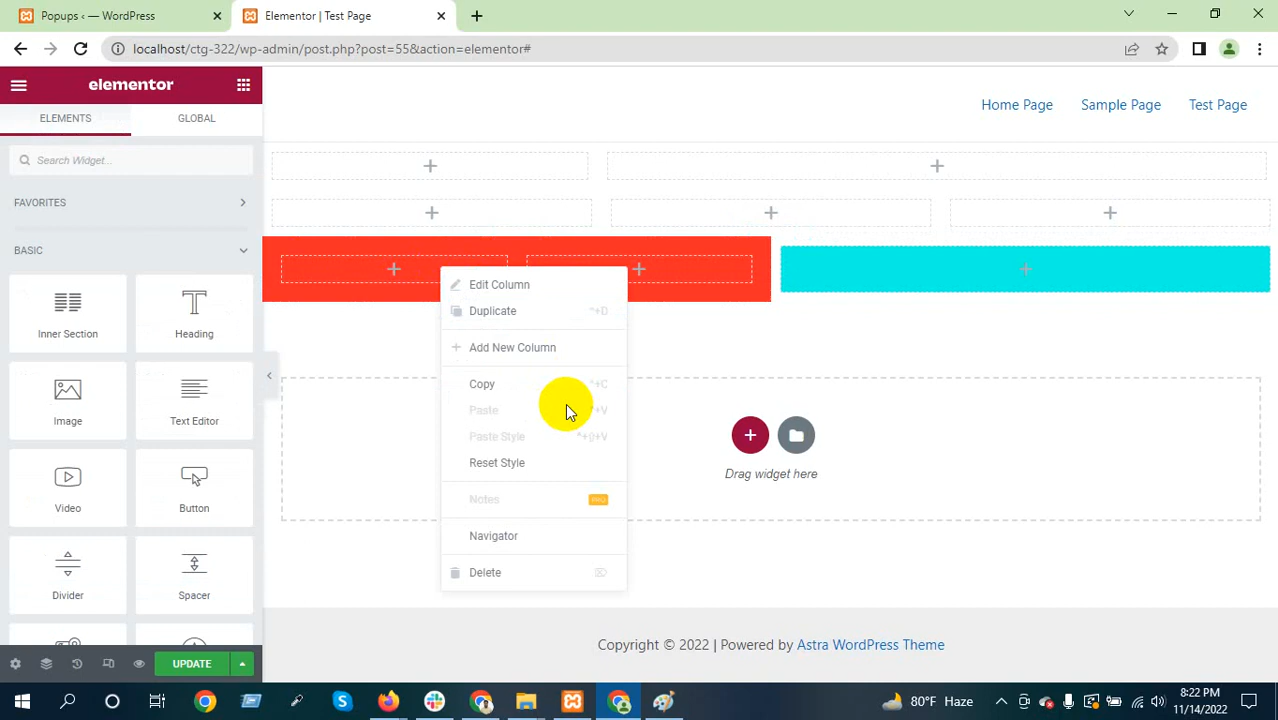 Popups ‹ — WordPress
Elementor | Test Page
localhost/ctg-322/wp-admin/post.php?post=55&action=elementor#
elementor
ELEMENTS
GLOBAL
Search Widget...
FAVORITES
BASIC
Inner Section
Heading
Image
Text Editor
Video
Button
Divider
Spacer
UPDATE
Home Page
Sample Page
Test Page
Edit Column
Duplicate ^+D
Add New Column
Copy ^+C
Paste ^+V
Paste Style ^+⇧+V
Reset Style
Notes PRO
Navigator
Delete
Drag widget here
Copyright © 2022 | Powered by Astra WordPress Theme
80°F Haze
8:22 PM
11/14/2022